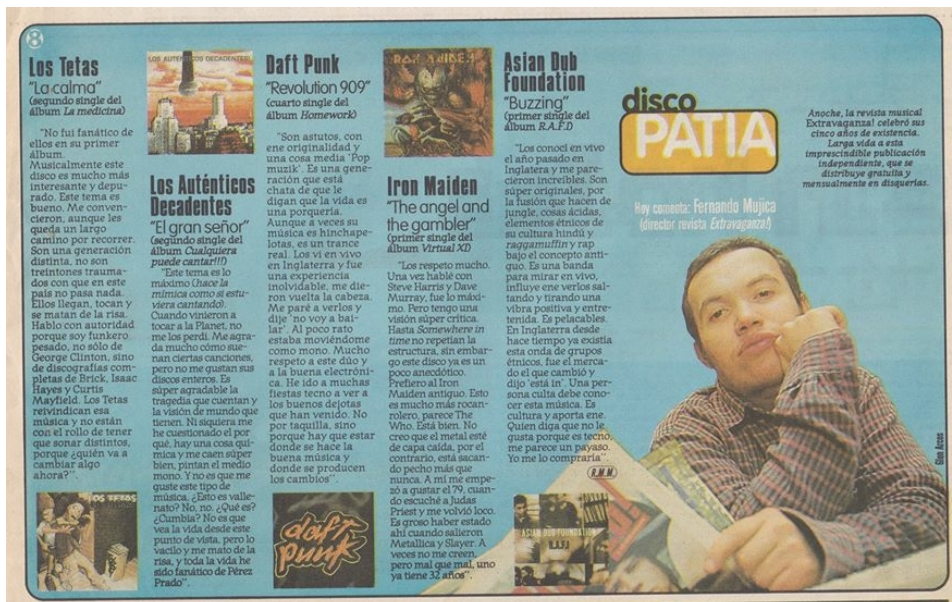 8
Los Tetas
"La calma"
(segundo single del
álbum La medicina)
"No fui fanático de
ellos en su primer
álbum.
Musicalmente este
disco es mucho más
interesante y depu-
rado. Este tema es
bueno. Me conven-
cieron, aunque les
queda un largo
camino por recorrer.
Son una generación
distinta, no son
treintones trauma-
dos con que en este
país no pasa nada.
Ellos llegan, tocan y
se matan de la risa.
Hablo con autoridad
porque soy funkero
pesado, no sólo de
George Clinton, sino
de discografías com-
pletas de Brick, Isaac
Hayes y Curtis
Mayfield. Los Tetas
reivindican esa
música y no están
con el rollo de tener
que sonar distintos,
porque ¿quién va a
cambiar algo
ahora?".
LOS TETAS
LOS AUTENTICOS DECADENTES
Los Auténticos
Decadentes
"El gran señor"
(segundo single del
álbum Cualquiera
puede cantar!!!)
"Este tema es lo
máximo (hace la
mímica como si estu-
viera cantando).
Cuando vinieron a
tocar a la Planet, no
me los perdí. Me agra-
da mucho cómo sue-
nan ciertas canciones,
pero no me gustan sus
discos enteros. Es
súper agradable la
tragedia que cuentan y
la visión de mundo que
tienen. Ni siquiera me
he cuestionado el por
qué, hay una cosa quí-
mica y me caen súper
bien, pintan el medio
mono. Y no es que me
guste este tipo de
música. ¿Esto es valle-
nato? No, no. ¿Qué es?
¿Cumbia? No es que
vea la vida desde este
punto de vista, pero lo
vacilo y me mato de la
risa, y toda la vida he
sido fanático de Pérez
Prado".
Daft Punk
"Revolution 909"
(cuarto single del
álbum Homework)
"Son astutos, con
ene originalidad y
una cosa media 'Pop
muzik'. Es una gene-
ración que está
chata de que le
digan que la vida es
una porquería.
Aunque a veces su
música es hinchape-
lotas, es un trance
real. Los vi en vivo
en Inglaterra y fue
una experiencia
inolvidable, me die-
ron vuelta la cabeza.
Me paré a verlos y
dije 'no voy a bai-
lar'. Al poco rato
estaba moviéndome
como mono. Mucho
respeto a este dúo y
a la buena electróni-
ca. He ido a muchas
fiestas tecno a ver a
los buenos dejotas
que han venido. No
por taquilla, sino
porque hay que estar
donde se hace la
buena música y
donde se producen
los cambios".
daft
punk
IRON MAIDEN
Iron Maiden
"The angel and
the gambler"
(primer single del
álbum Virtual XI)
"Los respeto mucho.
Una vez hablé con
Steve Harris y Dave
Murray, fue lo máxi-
mo. Pero tengo una
visión súper crítica.
Hasta Somewhere in
time no repetían la
estructura, sin embar-
go este disco ya es un
poco anecdótico.
Prefiero al Iron
Maiden antiguo. Esto
es mucho más rocan-
rolero, parece The
Who. Está bien. No
creo que el metal esté
de capa caída, por el
contrario, está sacan-
do pecho más que
nunca. A mí me empe-
zó a gustar el 79, cuan-
do escuché a Judas
Priest y me volvió loco.
Es groso haber estado
ahí cuando salieron
Metallica y Slayer. A
veces no me creen,
pero mal que mal, uno
ya tiene 32 años".
Asian Dub
Foundation
"Buzzing"
(primer single del
álbum R.A.F.D
"Los conocí en vivo
el año pasado en
Inglatera y me pare-
cieron increíbles. Son
súper originales, por
la fusión que hacen de
jungle, cosas ácidas,
elementos étnicos de
su cultura hindú y
raggamuffin y rap
bajo el concepto anti-
guo. Es una banda
para mirar en vivo,
influye ene verlos sal-
tando y tirando una
vibra positiva y entre-
tenida. Es pelacables.
En Inglaterra desde
hace tiempo ya existía
esta onda de grupos
étnicos, fue el merca-
do el que cambió y
dijo 'está in'. Una per-
sona culta debe cono-
cer esta música. Es
cultura y aporta ene.
Quien diga que no le
gusta porque es tecno,
me parece un payaso.
Yo me lo compraría".
RMM
ASIAN DUB FOUNDATION
disco
PATIA
Hoy comenta: Fernando Mujica
(director revista Extravaganza!)
Anoche, la revista musical
Extravaganza! celebró sus
cinco años de existencia.
Larga vida a esta
imprescindible publicación
independiente, que se
distribuye gratuita y
mensualmente en disquerías.